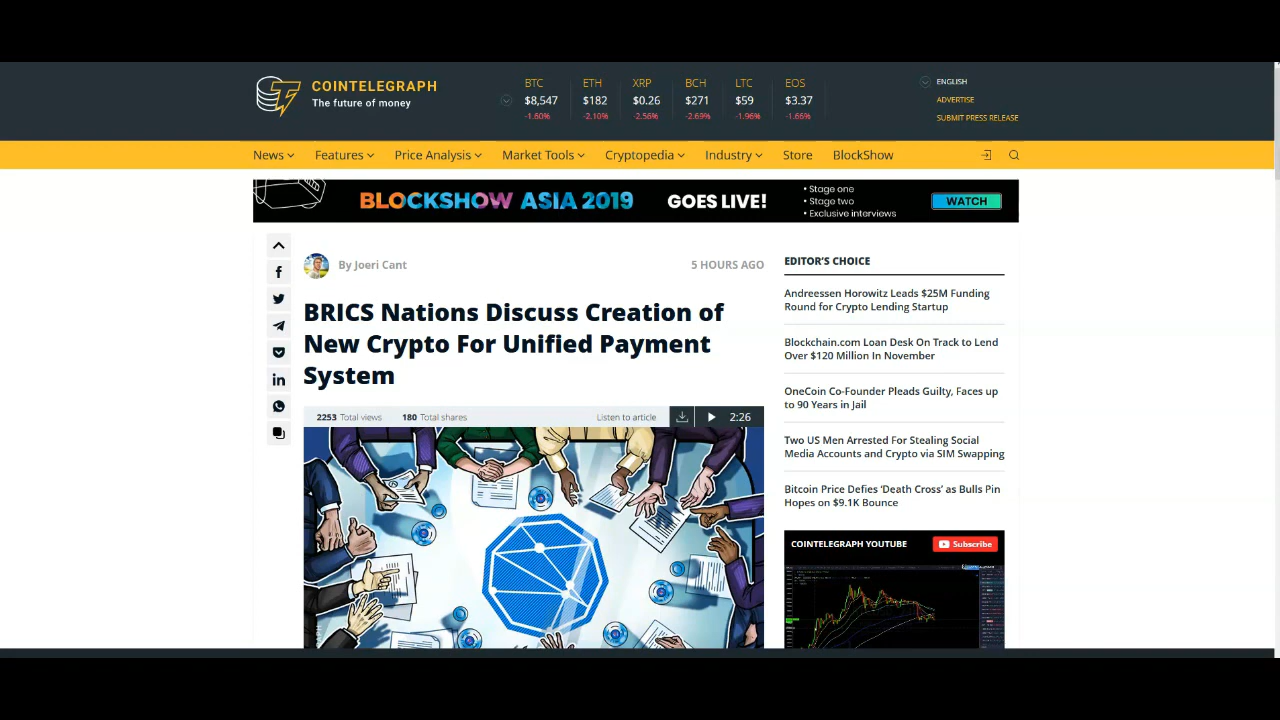 COINTELEGRAPH
The future of money
BTC ETH XRP BCH LTC EOS
$8,547 $182 $0.26 $271 $59 $3.37
-1.60% -2.10% -2.56% -2.69% -1.96% -1.66%
ENGLISH
ADVERTISE
SUBMIT PRESS RELEASE
News Features Price Analysis Market Tools Cryptopedia Industry Store BlockShow
BLOCKSHOW ASIA 2019 GOES LIVE!
• Stage one
• Stage two
• Exclusive interviews
WATCH
By Joeri Cant 5 HOURS AGO
BRICS Nations Discuss Creation of
New Crypto For Unified Payment
System
2253 Total views 180 Total shares Listen to article 2:26
EDITOR'S CHOICE
Andreessen Horowitz Leads $25M Funding
Round for Crypto Lending Startup
Blockchain.com Loan Desk On Track to Lend
Over $120 Million In November
OneCoin Co-Founder Pleads Guilty, Faces up
to 90 Years in Jail
Two US Men Arrested For Stealing Social
Media Accounts and Crypto via SIM Swapping
Bitcoin Price Defies ‘Death Cross’ as Bulls Pin
Hopes on $9.1K Bounce
COINTELEGRAPH YOUTUBE Subscribe